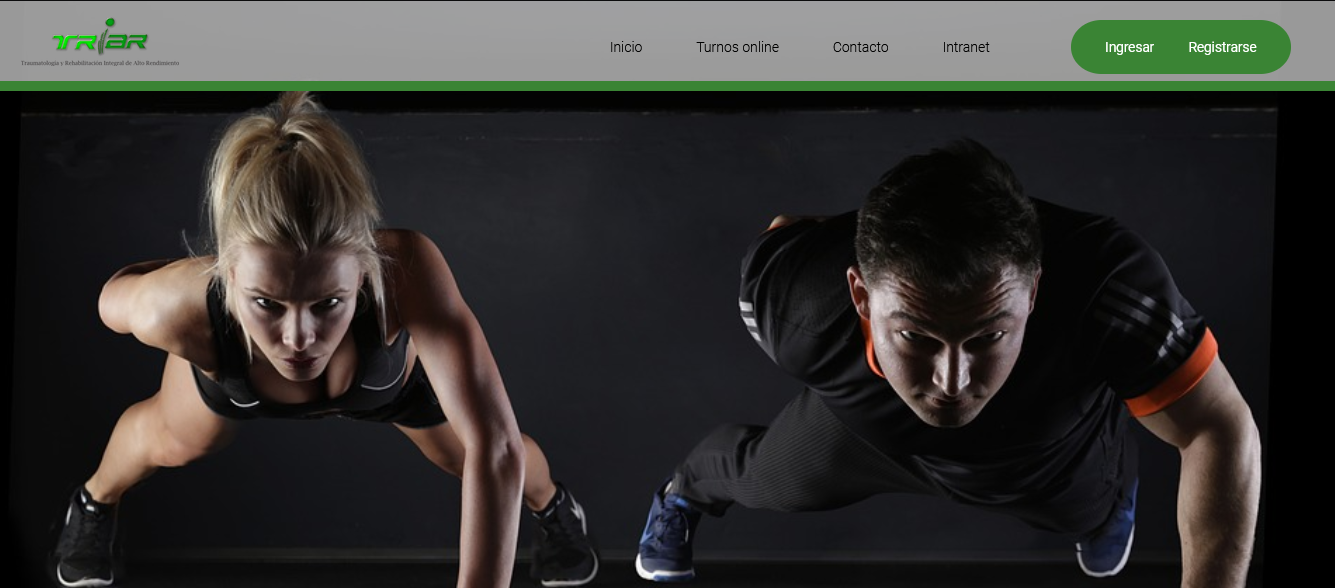 TRiAR
Traumatología y Rehabilitación Integral de Alto Rendimiento
Inicio
Turnos online
Contacto
Intranet
Ingresar
Registrarse